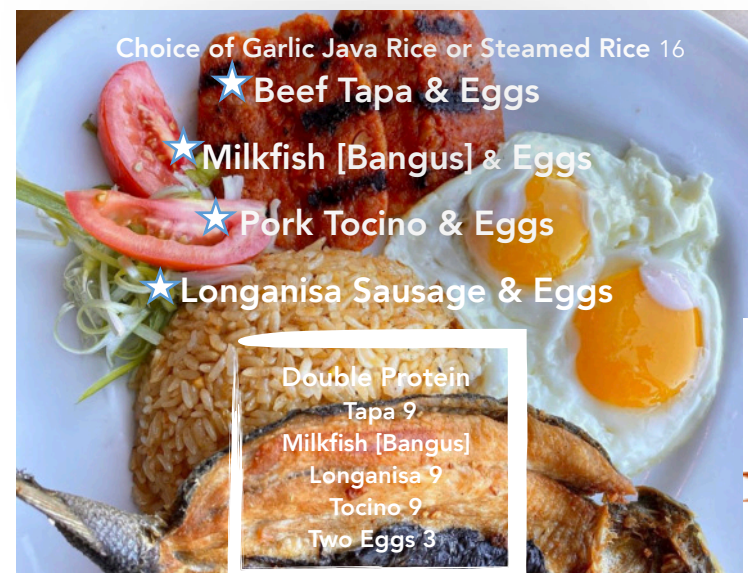 Choice of Garlic Java Rice or Steamed Rice 16
Beef Tapa & Eggs
Milkfish [Bangus] & Eggs
Pork Tocino & Eggs
Longanisa Sausage & Eggs
Double Protein
Tapa 9
Milkfish [Bangus]
Longanisa 9
Tocino 9
Two Eggs 3